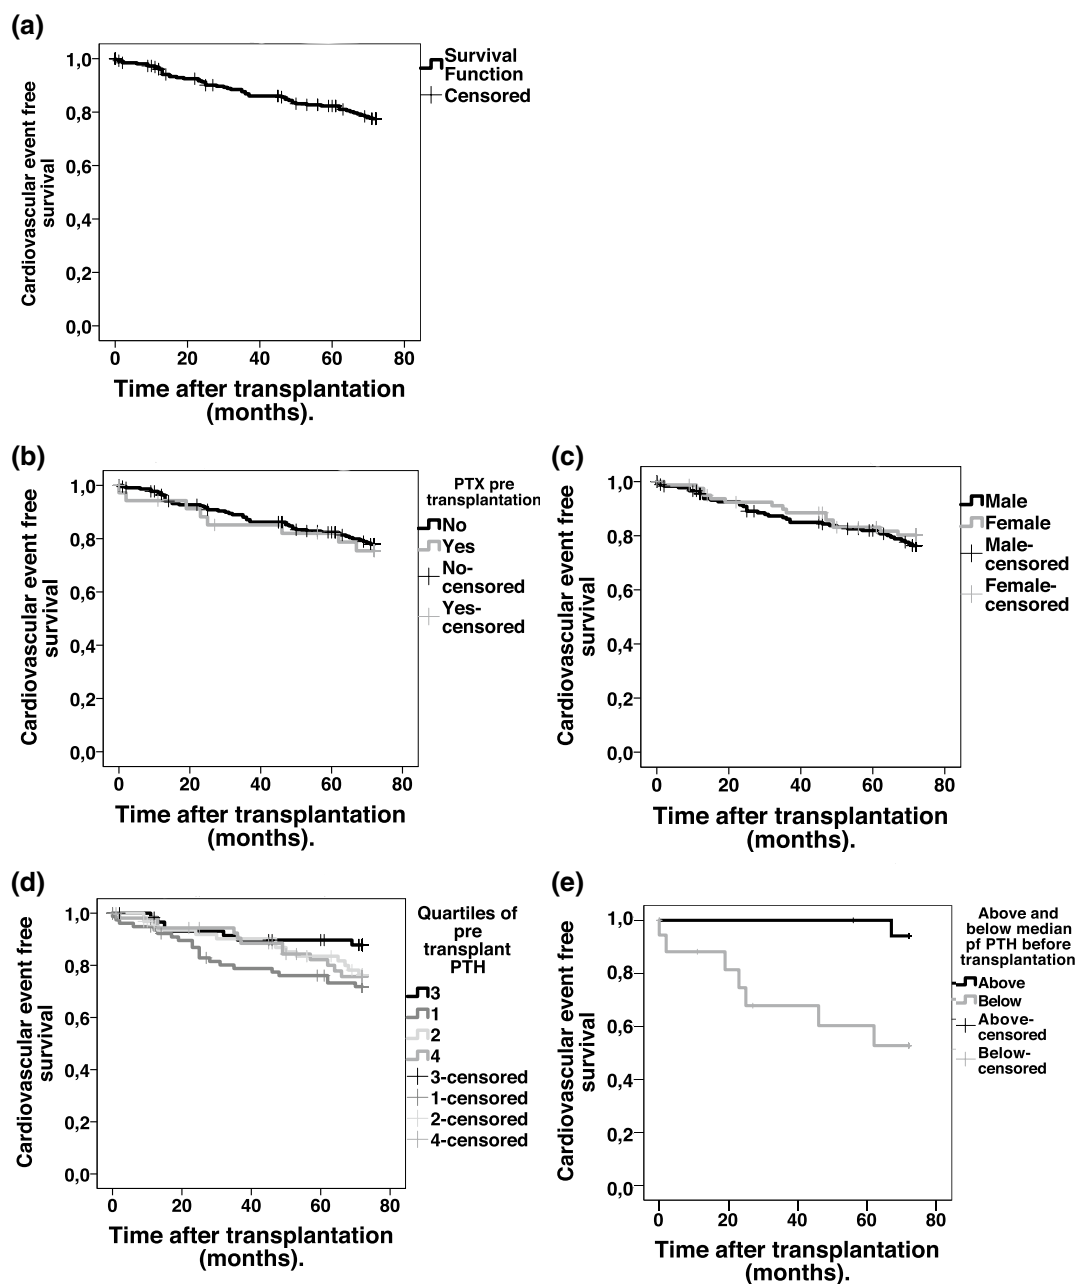 (a)
Cardiovascular event free
survival
1,0
0,8
0,6
0,4
0,2
0,0
0 20 40 60 80
Time after transplantation
(months).
Survival
Function
Censored
(b)
Cardiovascular event free
survival
1,0
0,8
0,6
0,4
0,2
0,0
0 20 40 60 80
Time after transplantation
(months).
PTX pre
transplantation
No
Yes
No-
censored
Yes-
censored
(c)
Cardiovascular event free
survival
1,0
0,8
0,6
0,4
0,2
0,0
0 20 40 60 80
Time after transplantation
(months).
Male
Female
Male-
censored
Female-
censored
(d)
Cardiovascular event free
survival
1,0
0,8
0,6
0,4
0,2
0,0
0 20 40 60 80
Time after transplantation
(months).
Quartiles of
pre
transplant
PTH
3
1
2
4
3-censored
1-censored
2-censored
4-censored
(e)
Cardiovascular event free
survival
1,0
0,8
0,6
0,4
0,2
0,0
0 20 40 60 80
Time after transplantation
(months).
Above and
below median
pf PTH before
transplantation
Above
Below
Above-
censored
Below-
censored